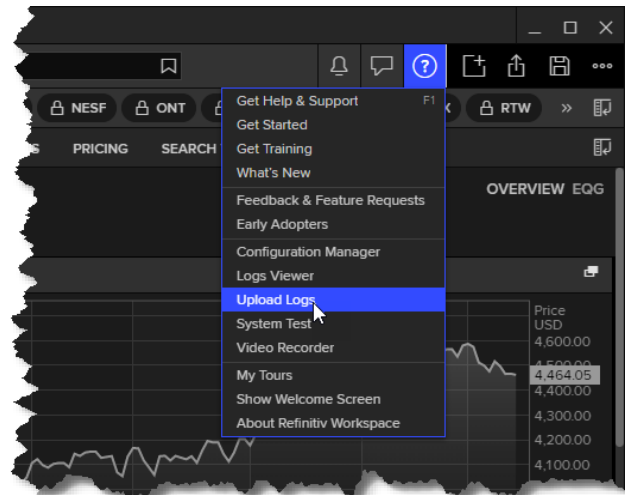 NESF ONT RTW »
Get Help & Support F1
Get Started
Get Training
What's New
Feedback & Feature Requests
Early Adopters
Configuration Manager
Logs Viewer
Upload Logs
System Test
Video Recorder
My Tours
Show Welcome Screen
About Refinitiv Workspace
PRICING SEARCH
OVERVIEW EQG
Price
USD
4,600.00
4,464.05
4,400.00
4,300.00
4,200.00
4,100.00